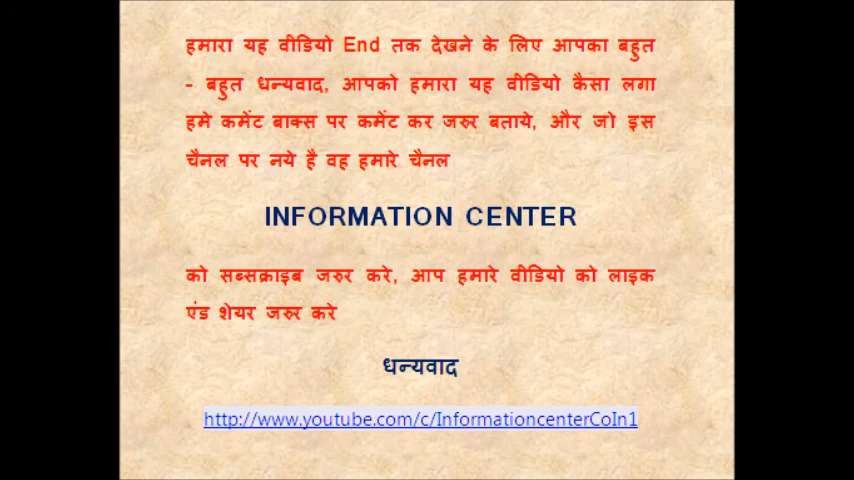 हमारा यह वीडियो End तक देखने के लिए आपका बहुत
- बहुत धन्यवाद, आपको हमारा यह वीडियो कैसा लगा
हमे कमेंट बाक्स पर कमेंट कर जरुर बताये, और जो इस
चैनल पर नये है वह हमारे चैनल
INFORMATION CENTER
को सब्सक्राइब जरुर करे, आप हमारे वीडियो को लाइक
एंड शेयर जरुर करे
धन्यवाद
http://www.youtube.com/c/InformationcenterCoIn1